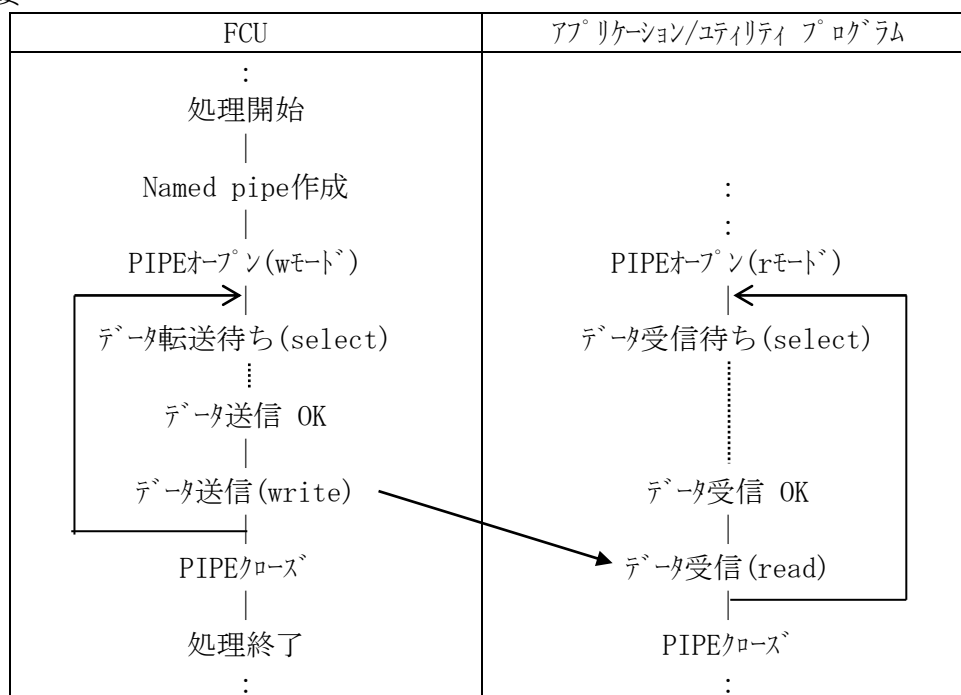 FCU
ｱﾌﾟﾘｹｰｼｮﾝ/ﾕﾃｨﾘﾃｨ ﾌﾟﾛｸﾞﾗﾑ
:
処理開始
|
Named pipe作成
:
|
:
PIPEｵｰﾌﾟﾝ(wﾓｰﾄﾞ)
PIPEｵｰﾌﾟﾝ(rﾓｰﾄﾞ)
|
|
ﾃﾞｰﾀ転送待ち(select)
ﾃﾞｰﾀ受信待ち(select)
ﾃﾞｰﾀ送信 OK
|
ﾃﾞｰﾀ送信(write)
ﾃﾞｰﾀ受信 OK
|
|
PIPEｸﾛｰｽﾞ
ﾃﾞｰﾀ受信(read)
|
|
処理終了
PIPEｸﾛｰｽﾞ
:
: